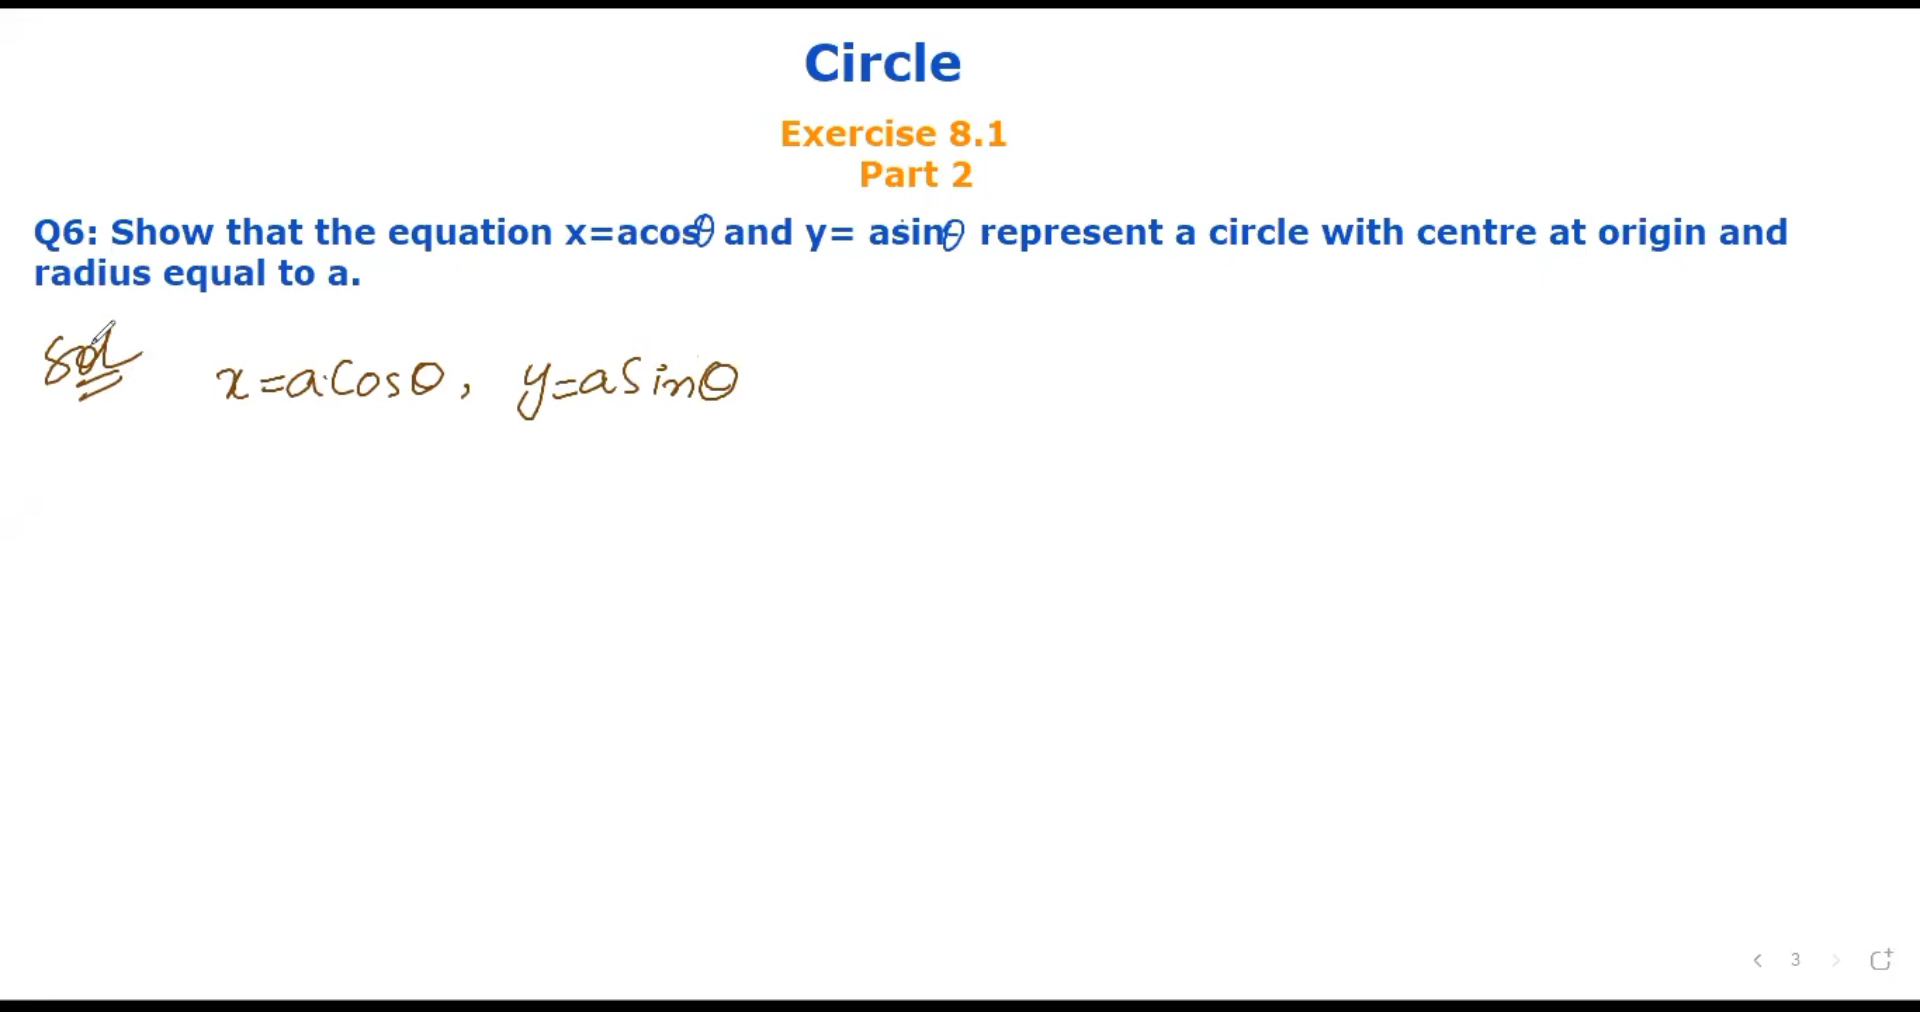 Circle
Exercise 8.1
Part 2
Q6: Show that the equation x=acosθ and y= asinθ represent a circle with centre at origin and
radius equal to a.
Sol
x=a.Cosθ, y=aSinθ
3